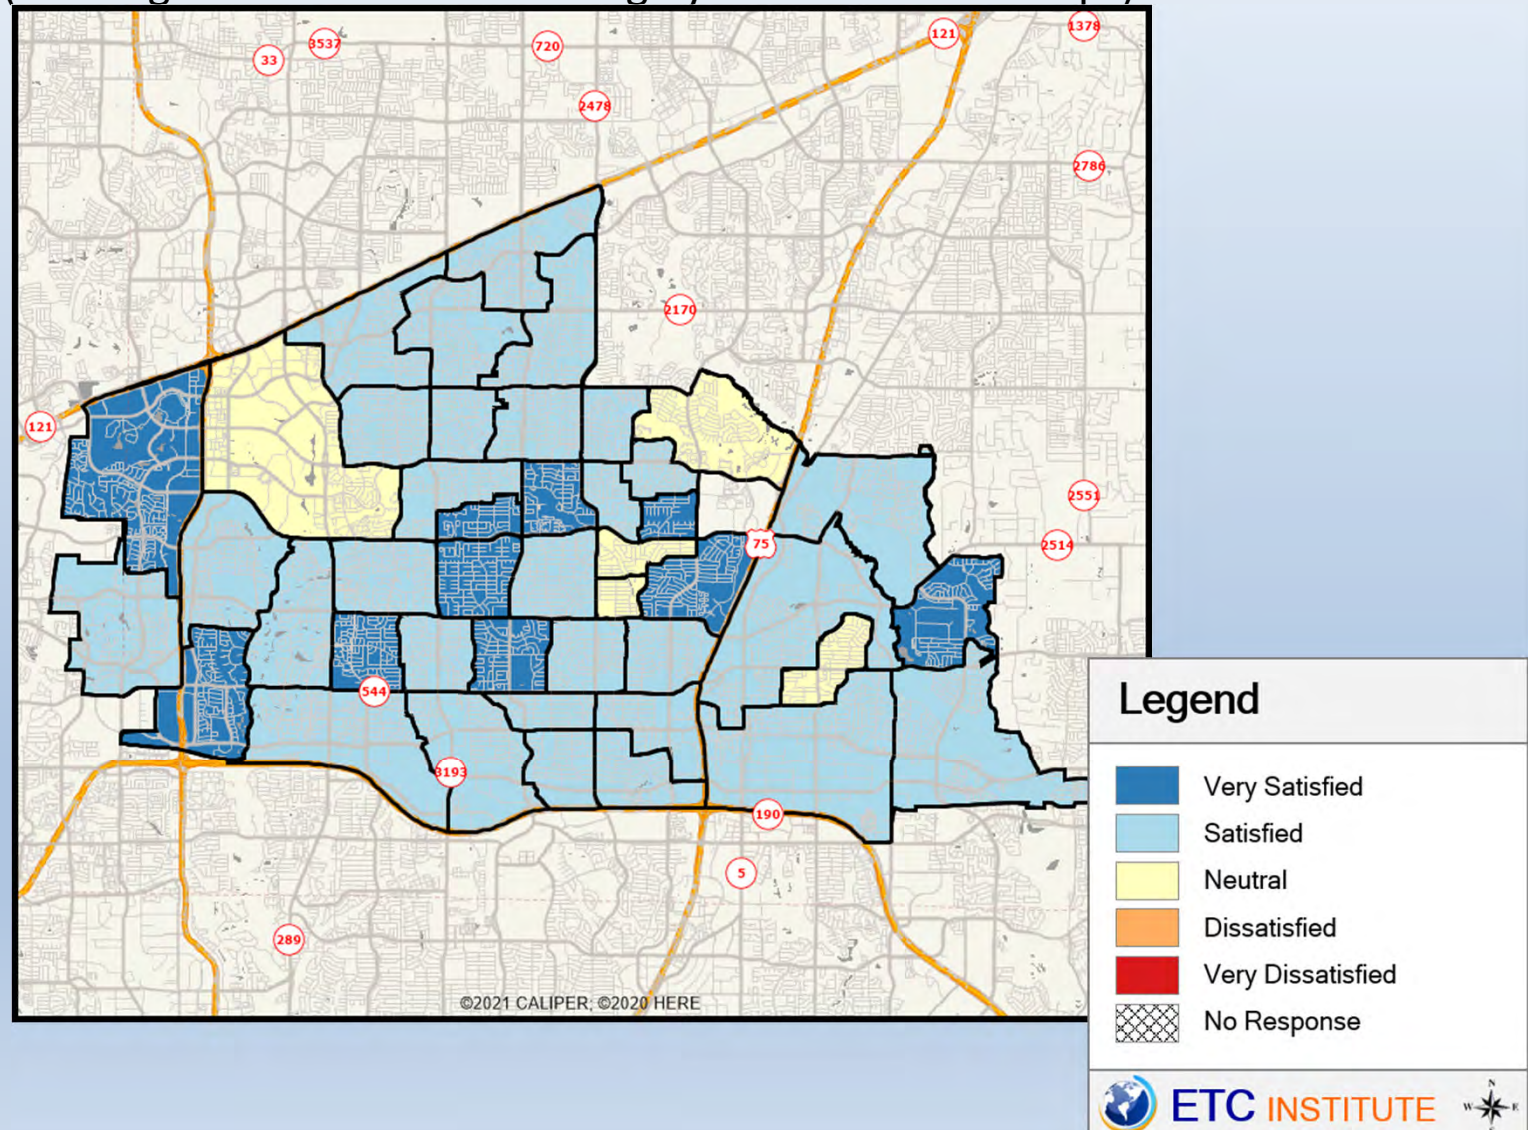 121
1378
3537
33
720
2478
2786
2170
121
2551
75
2514
544
3193
190
5
289
©2021 CALIPER; ©2020 HERE
Legend
Very Satisfied
Satisfied
Neutral
Dissatisfied
Very Dissatisfied
No Response
ETC INSTITUTE
N
W E